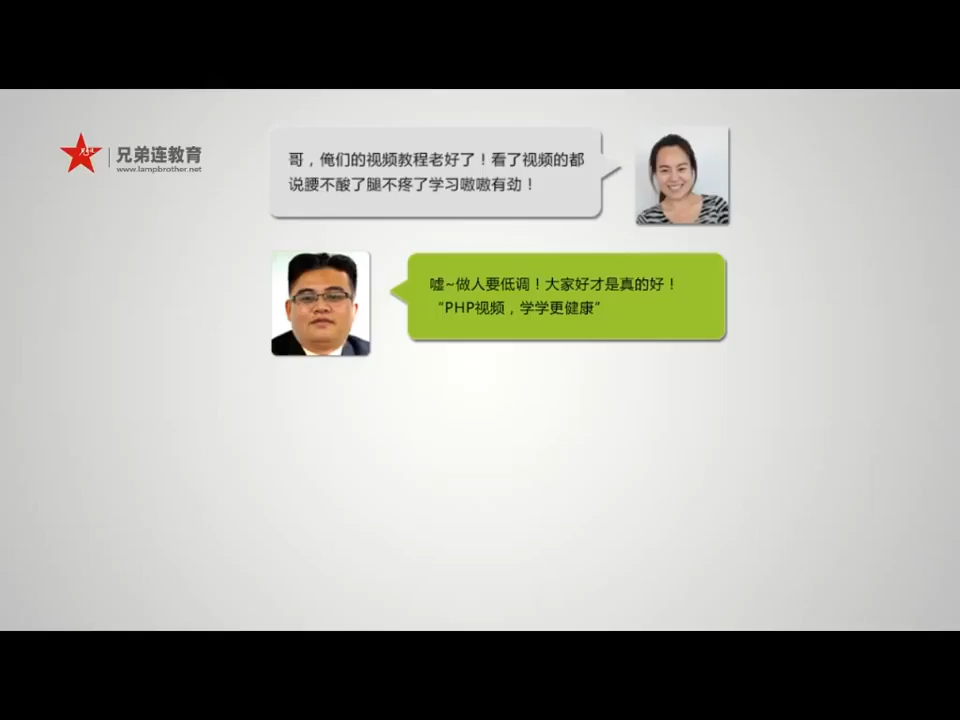 兄弟连教育
www.lampbrother.net
哥，俺们的视频教程老好了！看了视频的都
说腰不酸了腿不疼了学习嗷嗷有劲！
嘘~做人要低调！大家好才是真的好！
“PHP视频，学学更健康”